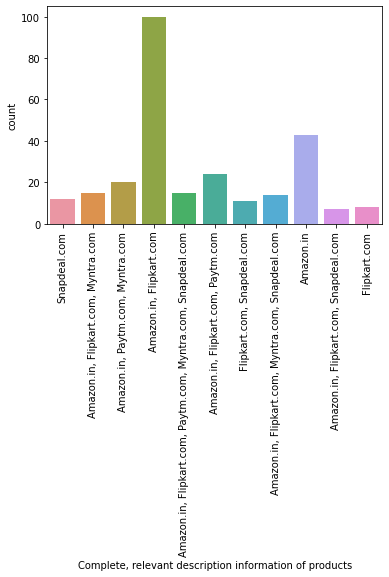 100
80
60
40
20
0
count
Snapdeal.com
Amazon.in, Flipkart.com, Myntra.com
Amazon.in, Paytm.com, Myntra.com
Amazon.in, Flipkart.com
Amazon.in, Flipkart.com, Paytm.com, Myntra.com, Snapdeal.com
Amazon.in, Flipkart.com, Paytm.com
Flipkart.com, Snapdeal.com
Amazon.in, Flipkart.com, Myntra.com, Snapdeal.com
Amazon.in
Amazon.in, Flipkart.com, Snapdeal.com
Flipkart.com
Complete, relevant description information of products